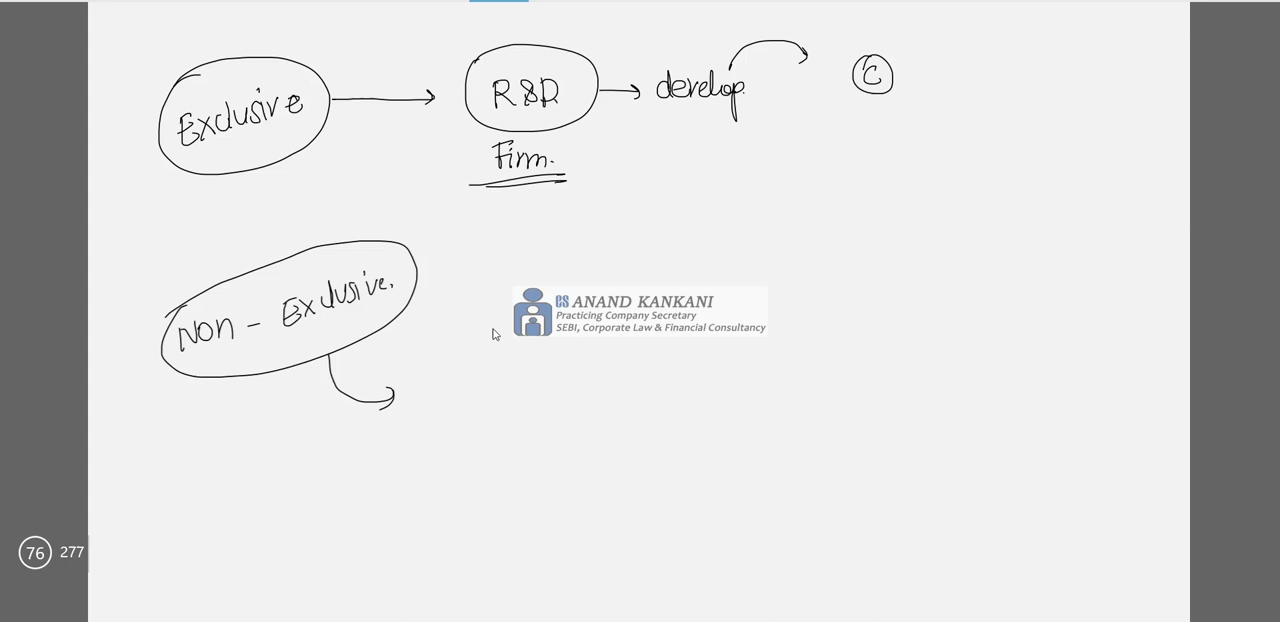 Exclusive R&D develop. C
Firm.
Non - Exclusive.
CS ANAND KANKANI
Practicing Company Secretary
SEBI, Corporate Law & Financial Consultancy
76 277